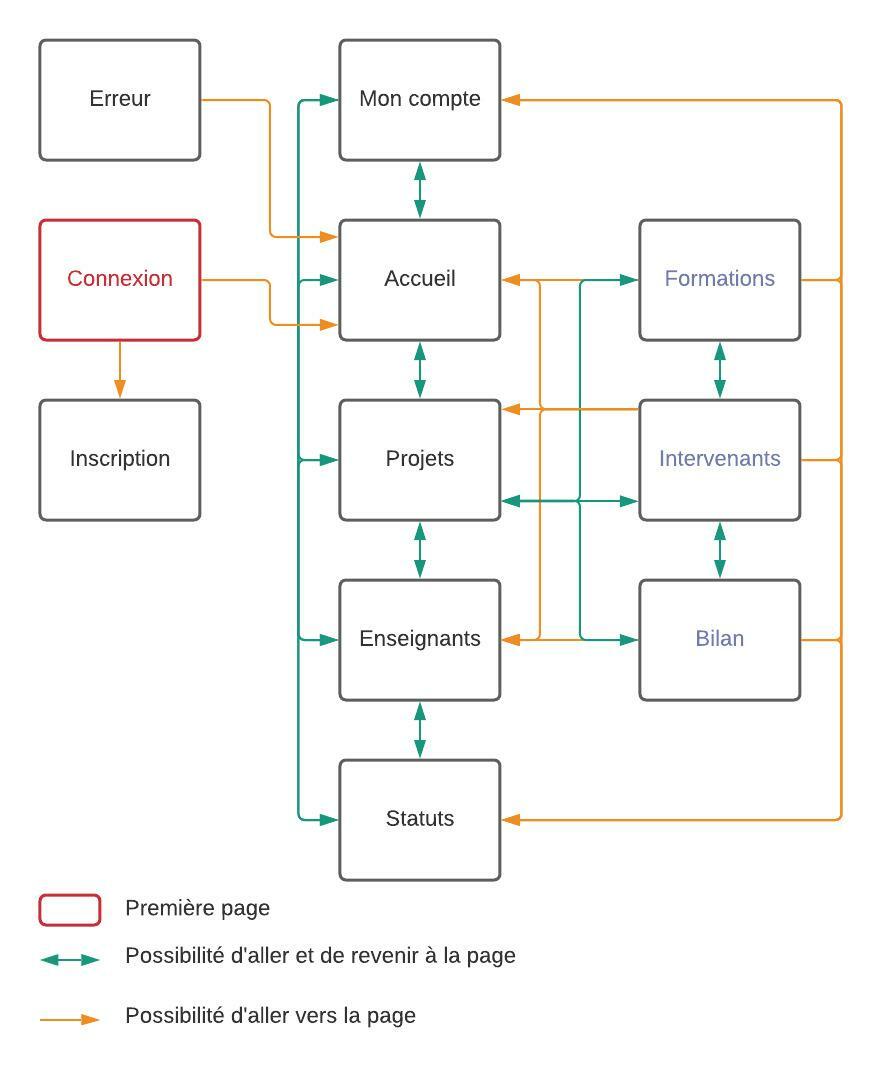 Erreur
Mon compte
Connexion
Accueil
Formations
Inscription
Projets
Intervenants
Enseignants
Bilan
Statuts
Première page
Possibilité d'aller et de revenir à la page
Possibilité d'aller vers la page